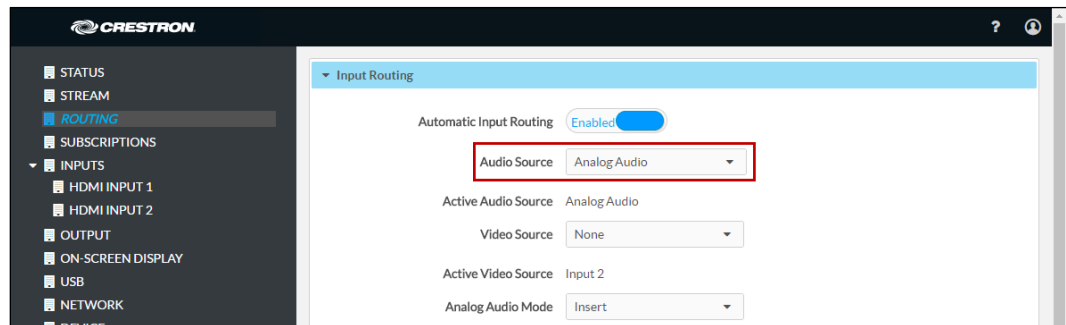 CRESTRON
?
STATUS
STREAM
ROUTING
SUBSCRIPTIONS
INPUTS
HDMI INPUT 1
HDMI INPUT 2
OUTPUT
ON-SCREEN DISPLAY
USB
NETWORK
Input Routing
Automatic Input Routing Enabled
Audio Source Analog Audio
Active Audio Source Analog Audio
Video Source None
Active Video Source Input 2
Analog Audio Mode Insert